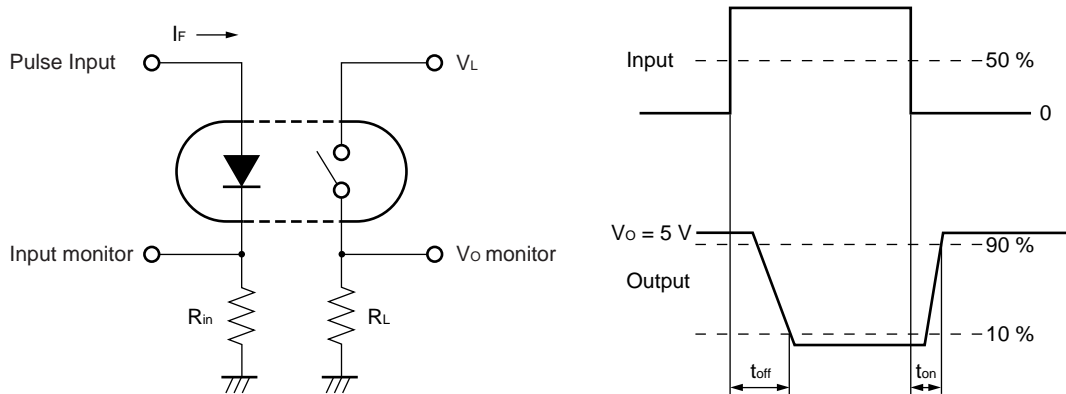 IF
Pulse Input
VL
Input monitor
VO monitor
Rin
RL
Input
50 %
0
VO = 5 V
90 %
Output
10 %
toff
ton